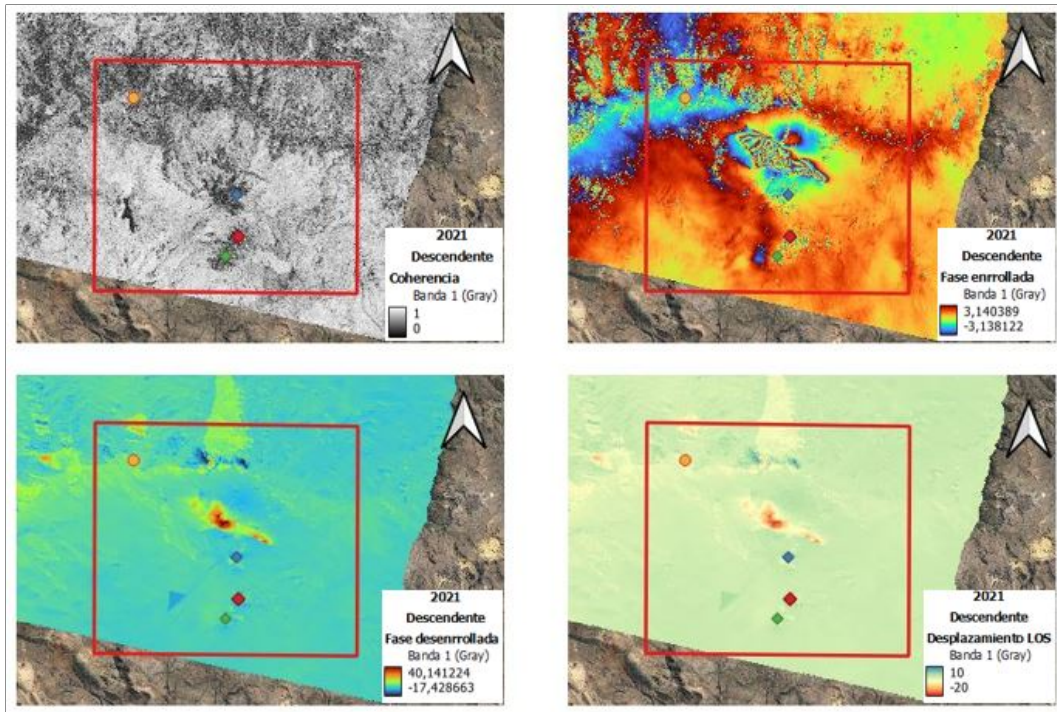 2021
Descendente
Coherencia
Banda 1 (Gray)
1
0
2021
Descendente
Fase enrrollada
Banda 1 (Gray)
3,140389
-3,138122
2021
Descendente
Fase desenrrollada
Banda 1 (Gray)
40,141224
-17,428663
2021
Descendente
Desplazamiento LOS
Banda 1 (Gray)
10
-20